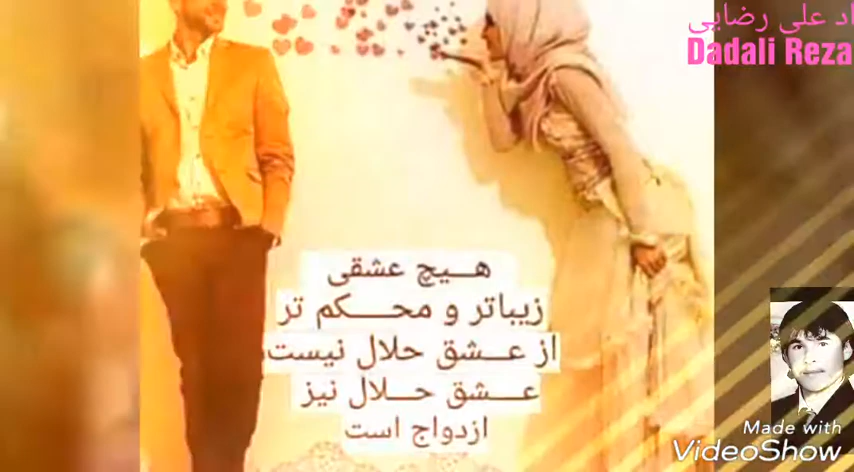 اد علی رضایی
Dadali Reza
هیچ عشقی
زیباتر و محکم تر
از عشق حلال نیست
عشق حلال نیز
ازدواج است
Made with
VideoShow